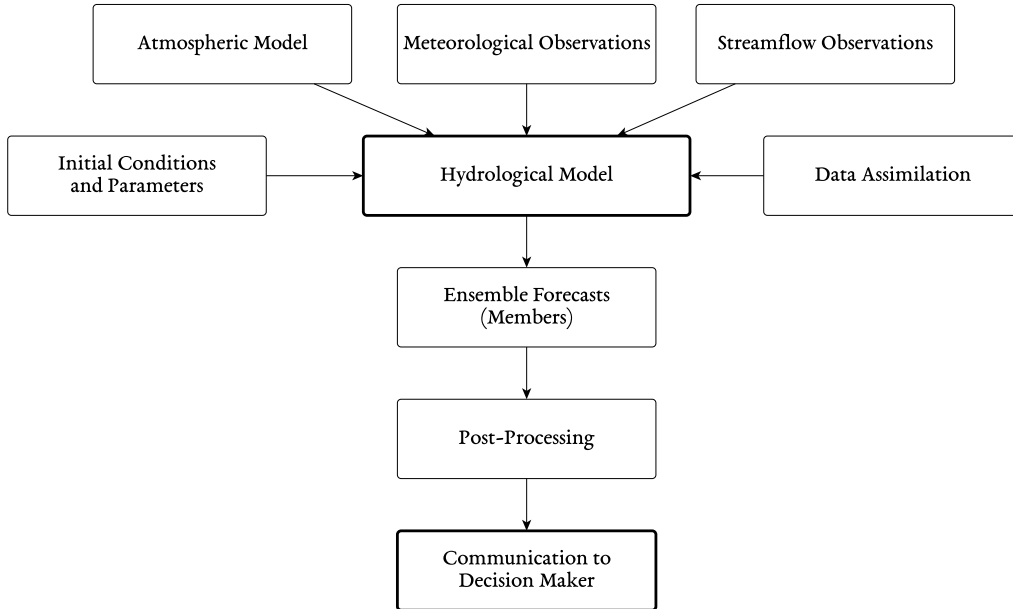 Atmospheric Model
Meteorological Observations
Streamflow Observations
Initial Conditions
and Parameters
Hydrological Model
Data Assimilation
Ensemble Forecasts
(Members)
Post-Processing
Communication to
Decision Maker